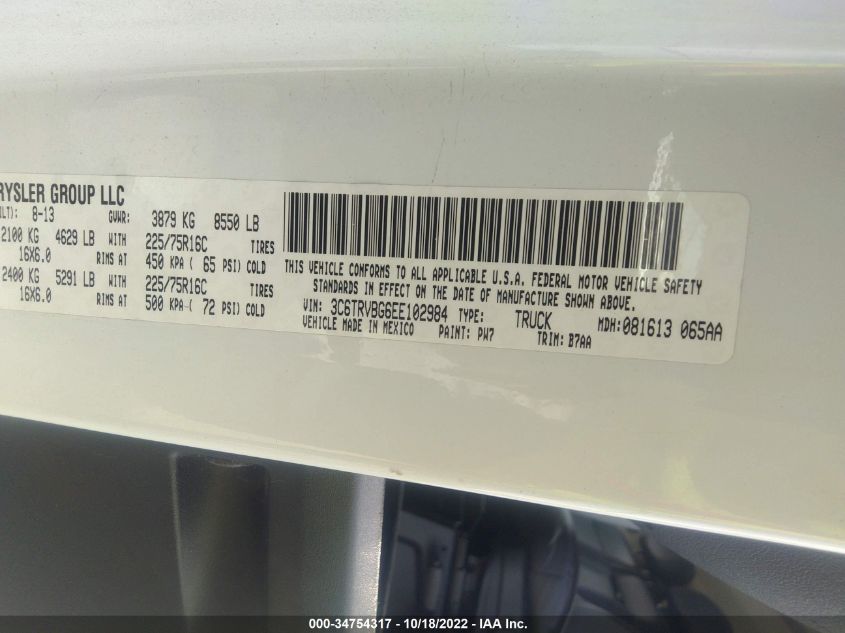 RYSLER GROUP LLC
ILT): 8-13 GVWR: 3879 KG 8550 LB
2100 KG 4629 LB WITH 225/75R16C TIRES
16X6.0 RIMS AT 450 KPA ( 65 PSI) COLD
2400 KG 5291 LB WITH 225/75R16C TIRES
16X6.0 RIMS AT 500 KPA ( 72 PSI) COLD
THIS VEHICLE CONFORMS TO ALL APPLICABLE U.S.A. FEDERAL MOTOR VEHICLE SAFETY
STANDARDS IN EFFECT ON THE DATE OF MANUFACTURE SHOWN ABOVE.
VIN: 3C6TRVBG6EE102984 TYPE: TRUCK MDH:081613 065AA
VEHICLE MADE IN MEXICO PAINT: PW7 TRIM: B7AA
000-34754317 - 10/18/2022 - IAA Inc.